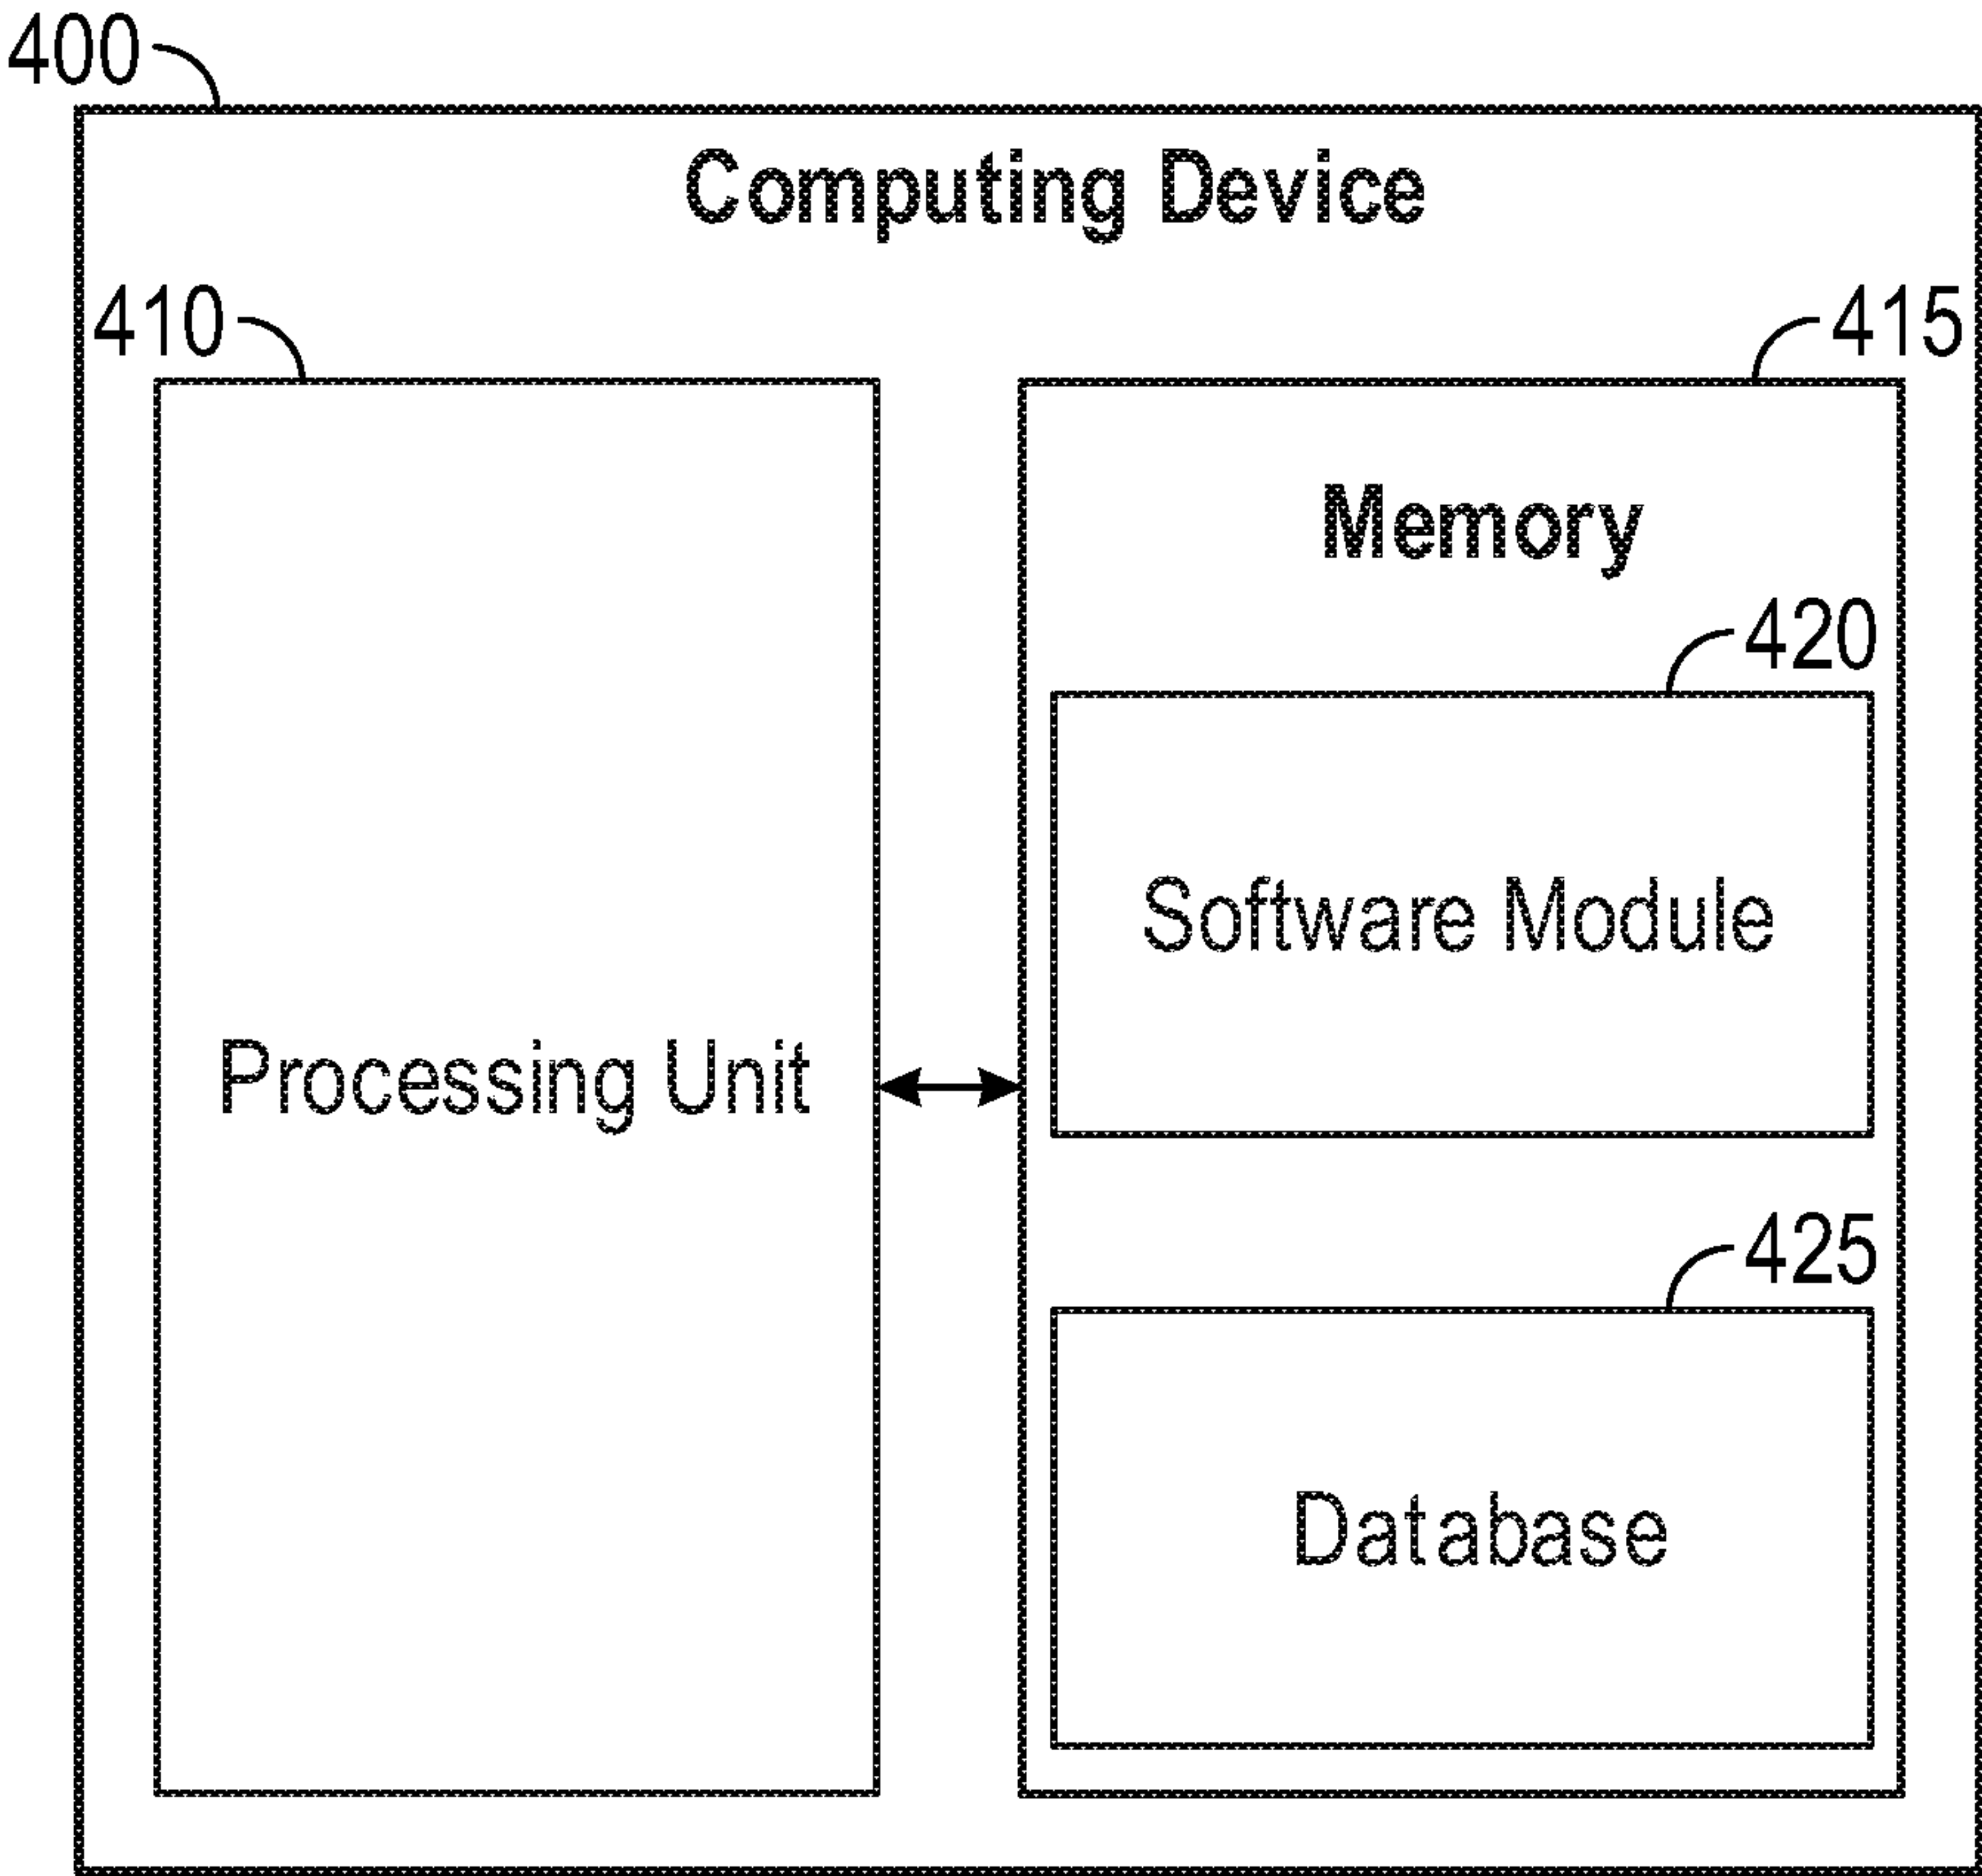 400
Computing Device
410
415
Memory
420
Software Module
Processing Unit
425
Database